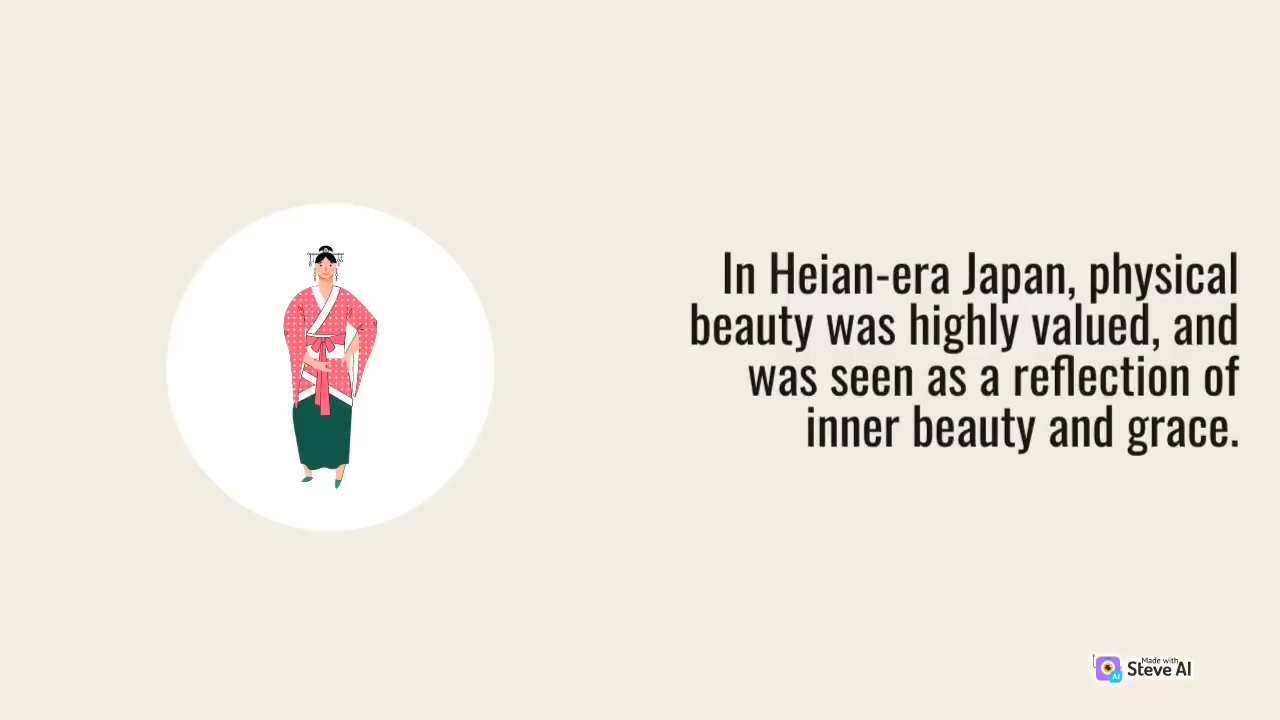 In Heian-era Japan, physical
beauty was highly valued, and
was seen as a reflection of
inner beauty and grace.
Made with
Steve AI
AI